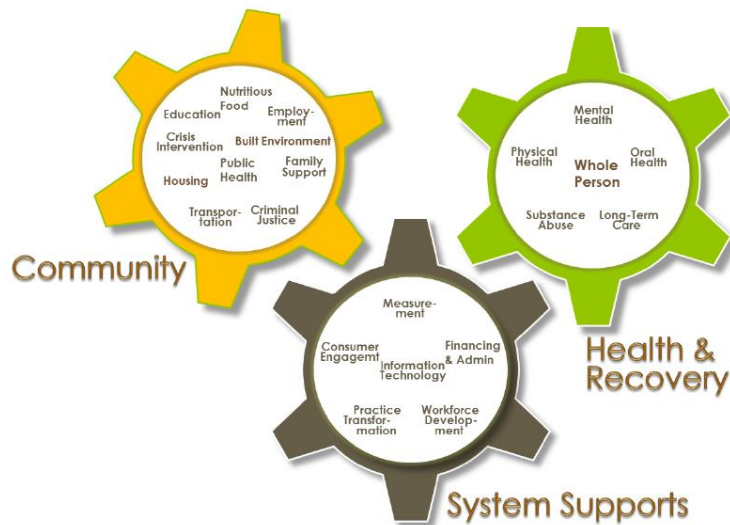 Nutritious
Food
Education
Employ-
ment
Crisis
Intervention
Built Environment
Public
Health
Family
Support
Housing
Transpor-
tation
Criminal
Justice
Community
Mental
Health
Physical
Health
Oral
Health
Whole
Person
Substance
Abuse
Long-Term
Care
Health &
Recovery
Measure-
ment
Consumer
Engagemt
Financing
& Admin
Information
Technology
Practice
Transfor-
mation
Workforce
Develop-
ment
System Supports